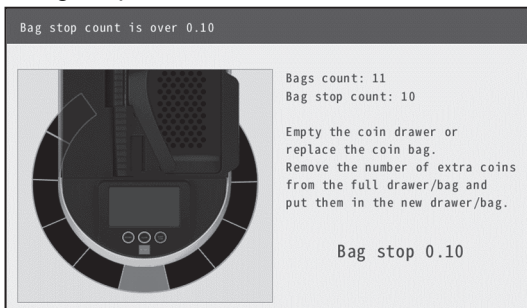 Bag stop count is over 0.10
Bags count: 11
Bag stop count: 10
Empty the coin drawer or
replace the coin bag.
Remove the number of extra coins
from the full drawer/bag and
put them in the new drawer/bag.
Bag stop 0.10